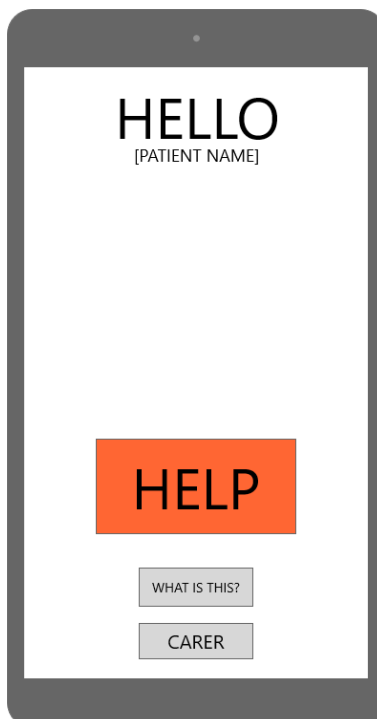 HELLO
[PATIENT NAME]
HELP
WHAT IS THIS?
CARER